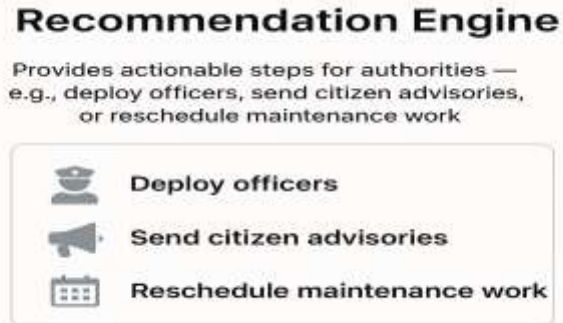 Recommendation Engine
Provides actionable steps for authorities —
e.g., deploy officers, send citizen advisories,
or reschedule maintenance work
Deploy officers
Send citizen advisories
Reschedule maintenance work